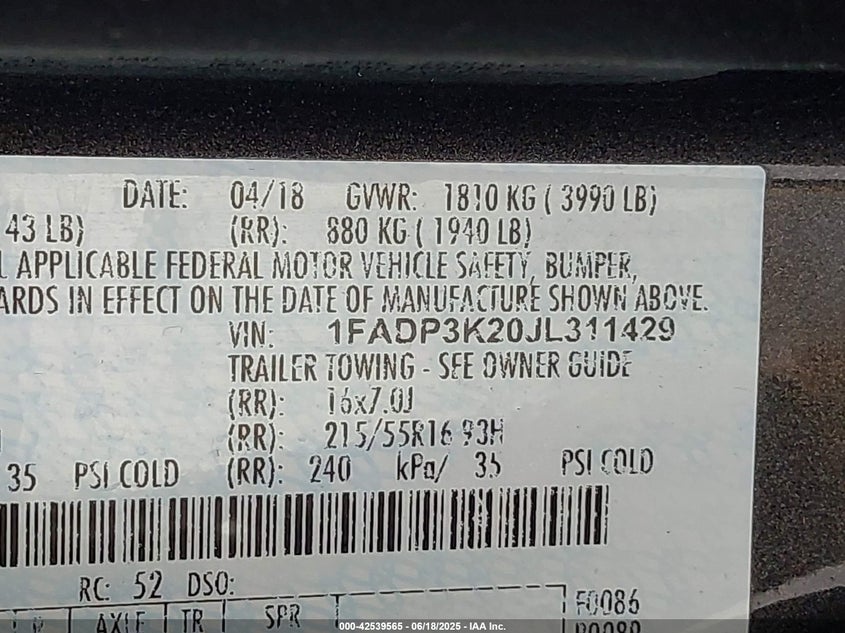 DATE: 04/18 GVWR: 1810 KG ( 3990 LB)
43 LB) (RR): 880 KG ( 1940 LB)
L APPLICABLE FEDERAL MOTOR VEHICLE SAFETY, BUMPER,
ARDS IN EFFECT ON THE DATE OF MANUFACTURE SHOWN ABOVE.
VIN: 1FADP3K20JL311429
TRAILER TOWING - SEE OWNER GUIDE
(RR): 16x7.0J
(RR): 215/55R16 93H
35 PSI COLD (RR): 240 kPa/ 35 PSI COLD
RC: 52 DSO:
AXLE TR SPR F0086
000-42539565 - 06/18/2025 - IAA Inc.